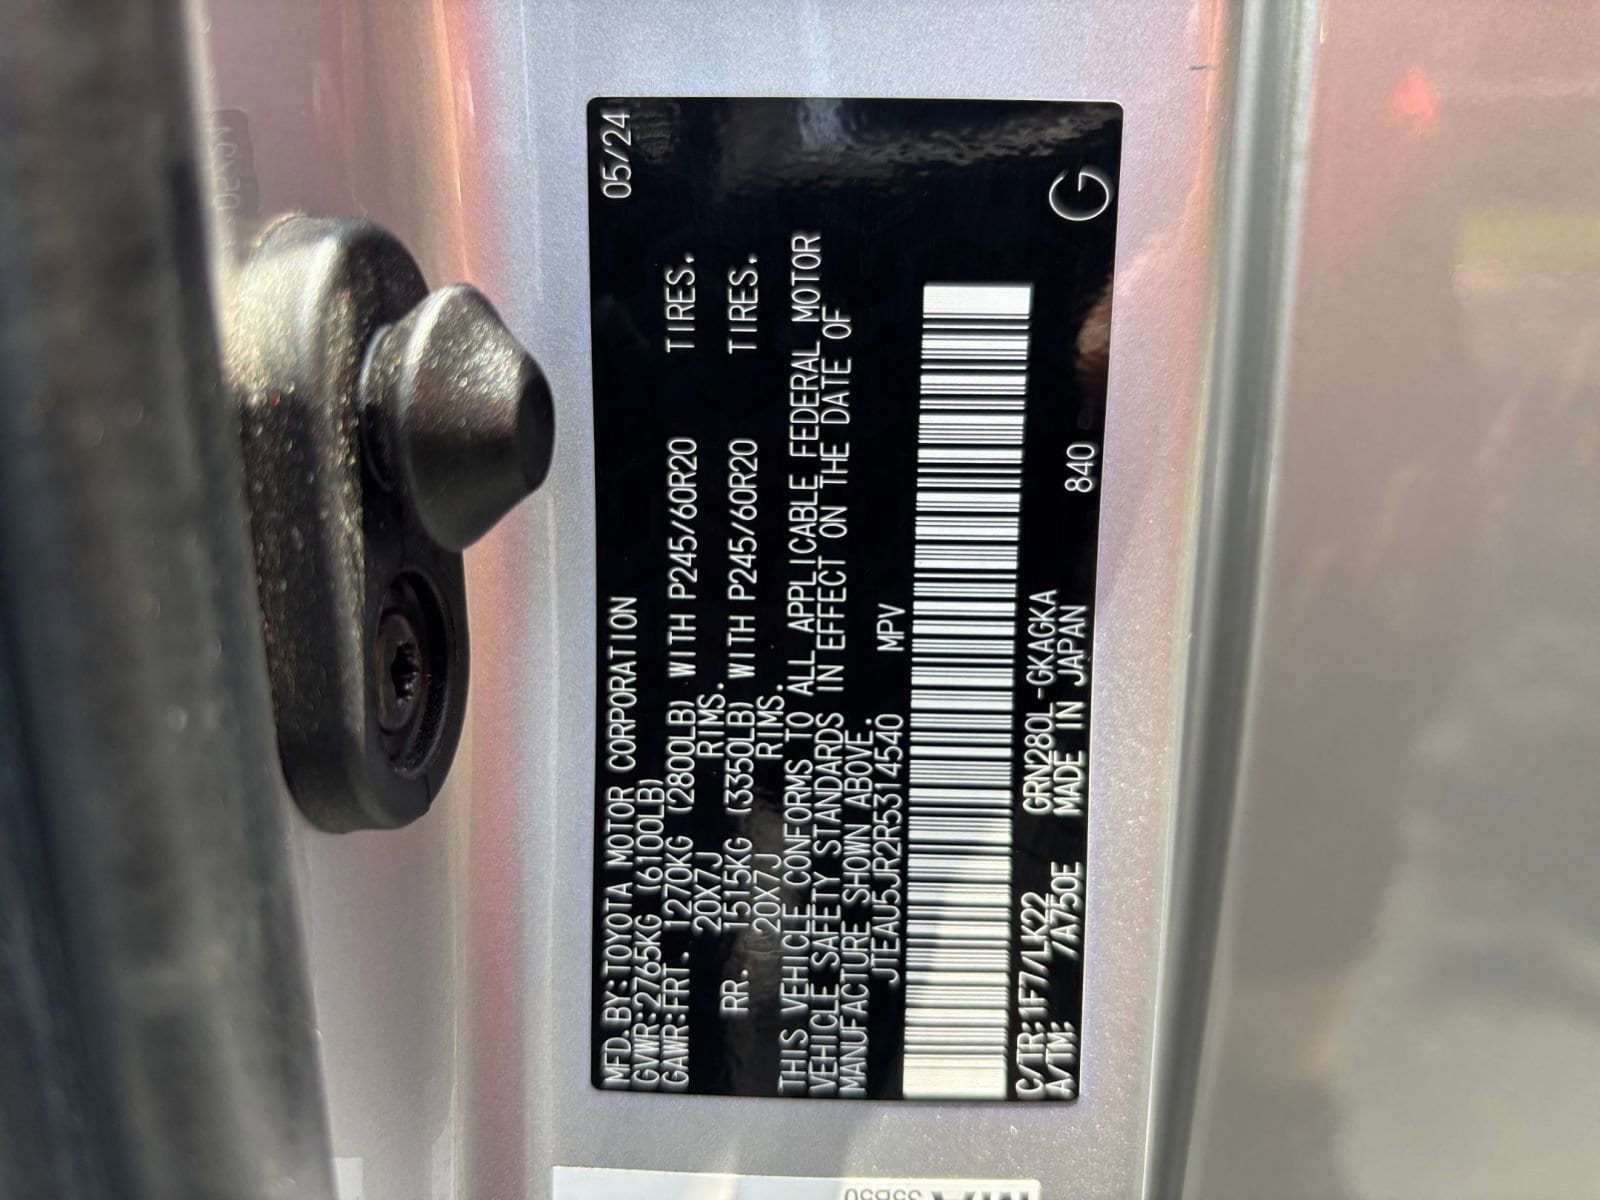 MFD.BY:TOYOTA MOTOR CORPORATION 05/24
GVWR:2765KG (6100LB)
GAWR:FRT. 1270KG (2800LB) WITH P245/60R20 TIRES.
20X7J RIMS.
RR. 1515KG (3350LB) WITH P245/60R20 TIRES.
20X7J RIMS.
THIS VEHICLE CONFORMS TO ALL APPLICABLE FEDERAL MOTOR
VEHICLE SAFETY STANDARDS IN EFFECT ON THE DATE OF
MANUFACTURE SHOWN ABOVE.
JTEAU5JR2R5314540 MPV
C/TR:1F7/LK22 GRN280L-GKAGKA 840 G
A/TM: /A750E MADE IN JAPAN